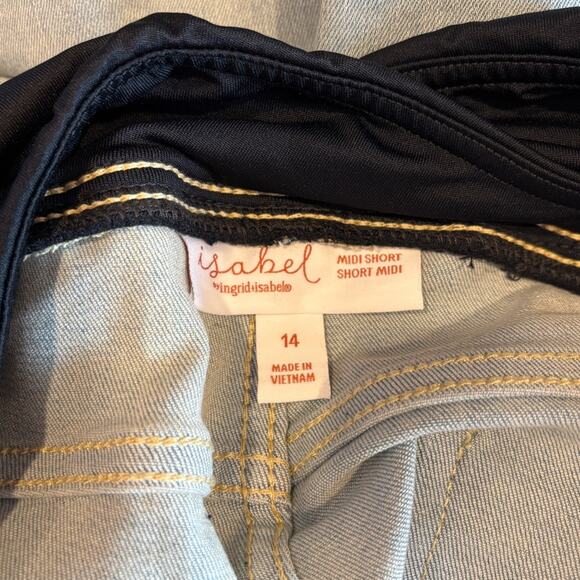 isabel
by ingrid+isabel®
MIDI SHORT
SHORT MIDI
14
MADE IN
VIETNAM